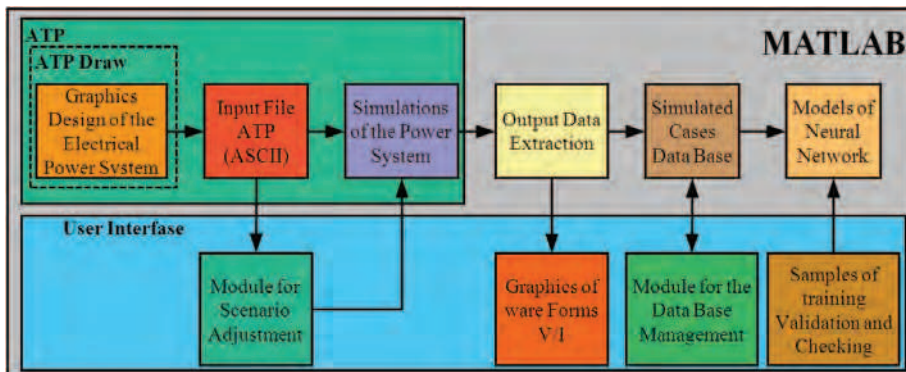 ATP
MATLAB
ATP Draw
Graphics
Design of the
Electrical
Power System
Input File
ATP
(ASCII)
Simulations
of the Power
System
Output Data
Extraction
Simulated
Cases
Data Base
Models of
Neural
Network
User Interfase
Module for
Scenario
Adjustment
Graphics of
ware Forms
V/I
Module for the
Data Base
Management
Samples of
training
Validation and
Checking